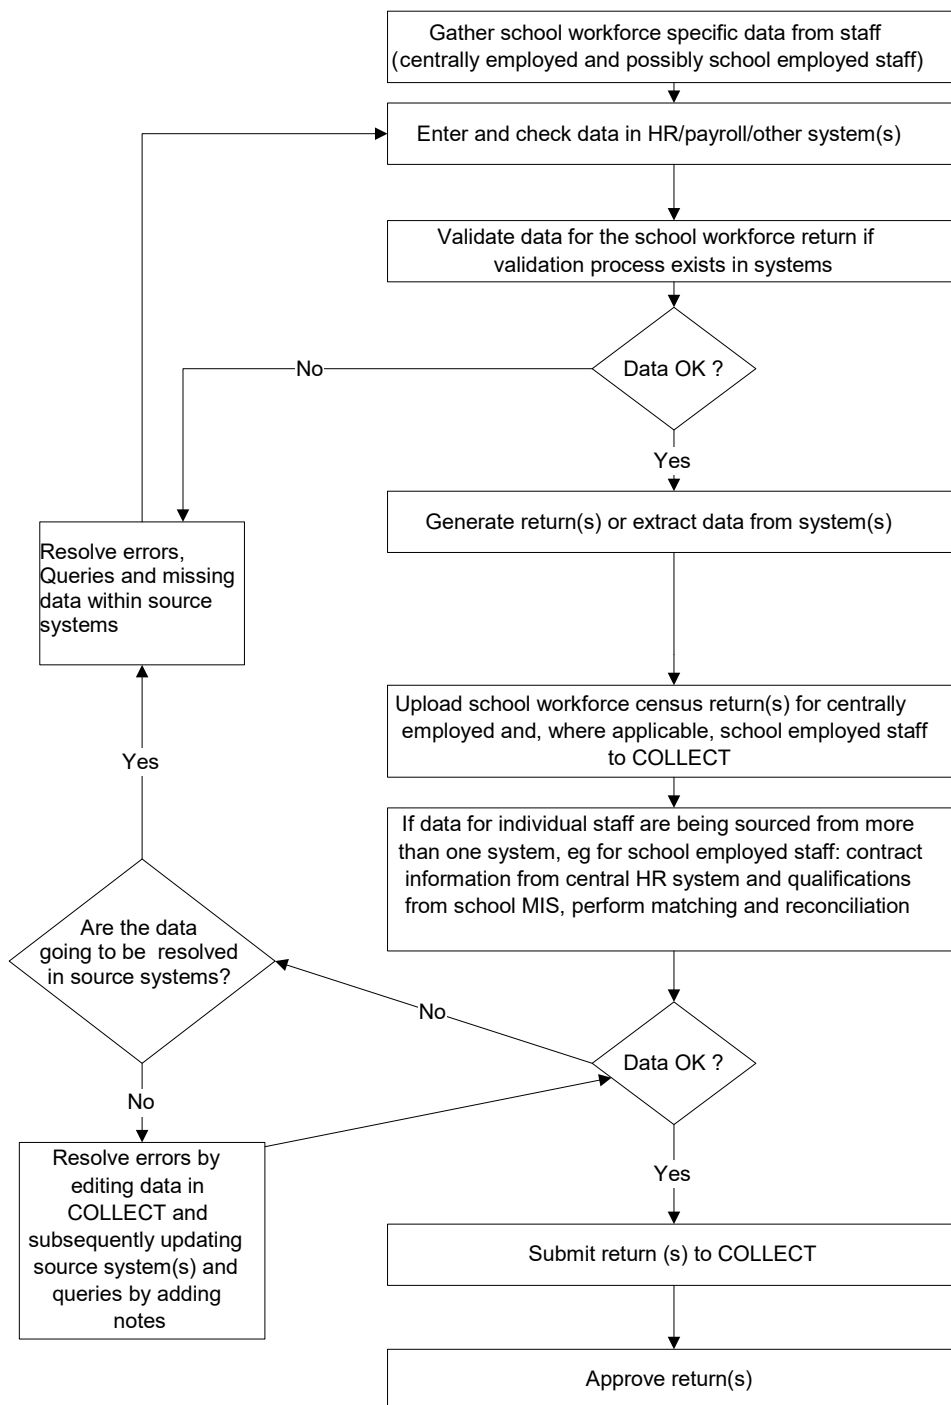 Gather school workforce specific data from staff
(centrally employed and possibly school employed staff)
Enter and check data in HR/payroll/other system(s)
Validate data for the school workforce return if
validation process exists in systems
Data OK ?
No
Yes
Generate return(s) or extract data from system(s)
Resolve errors,
Queries and missing
data within source
systems
Upload school workforce census return(s) for centrally
employed and, where applicable, school employed staff
to COLLECT
Yes
If data for individual staff are being sourced from more
than one system, eg for school employed staff: contract
information from central HR system and qualifications
from school MIS, perform matching and reconciliation
Are the data
going to be  resolved
in source systems?
No
Data OK ?
No
Resolve errors by
editing data in
COLLECT and
subsequently updating
source system(s) and
queries by adding
notes
Yes
Submit return (s) to COLLECT
Approve return(s)